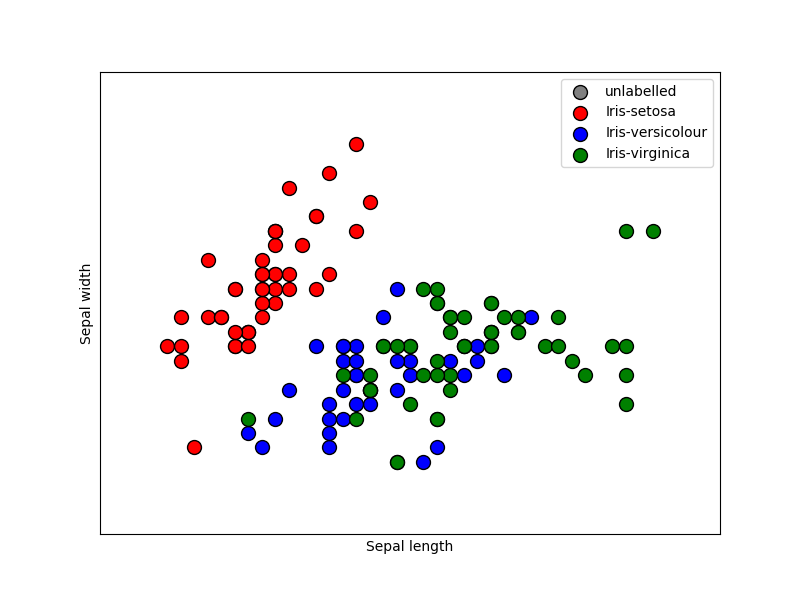 unlabelled
Iris-setosa
Iris-versicolour
Iris-virginica
Sepal width
Sepal length